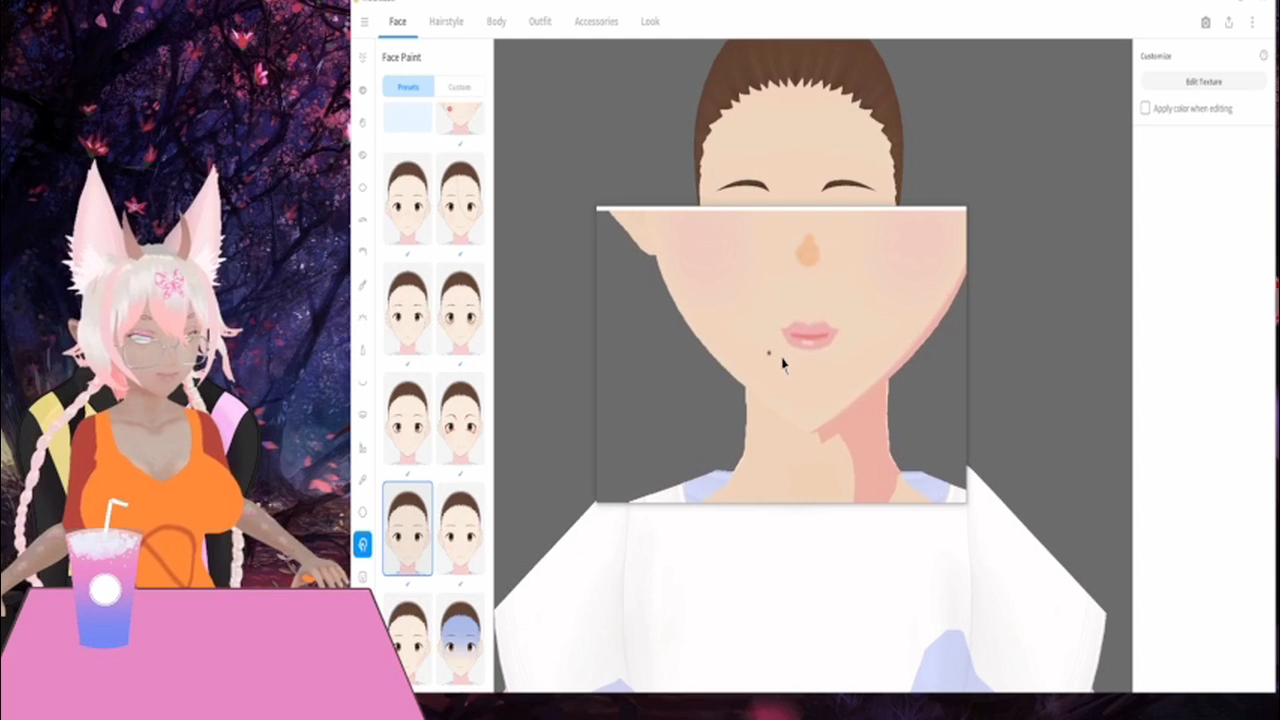 Face Hairstyle Body Outfit Accessories Look
Face Paint
Presets Custom
Customize
Edit Texture
Apply color when editing